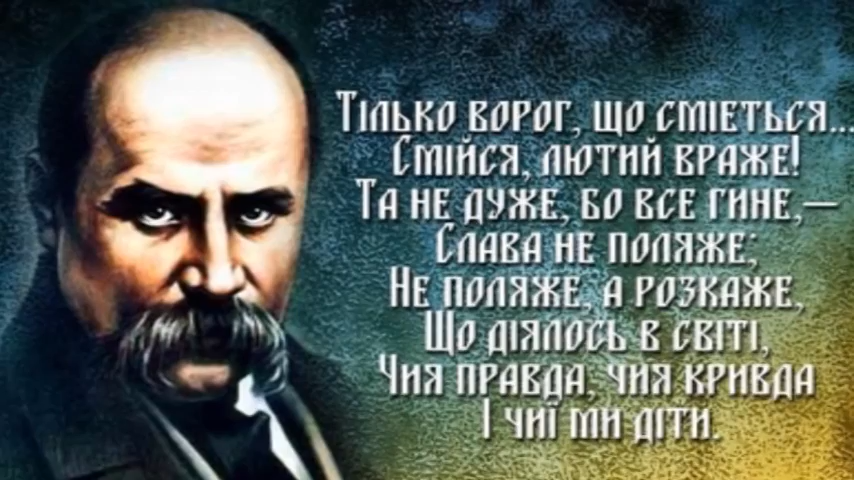 Тілько ворог, що сміється...
Смійся, лютий враже!
Та не дуже, бо все гине,—
Слава не поляже;
Не поляже, а розкаже,
Що діялось в світі,
Чия правда, чия кривда
І чиї ми діти.